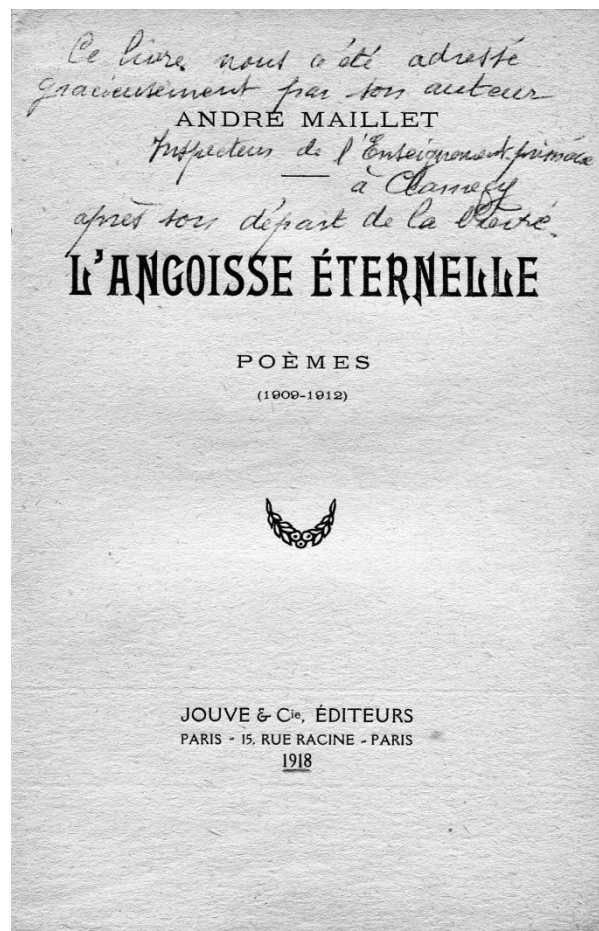 Ce livre nous a été adressé
gracieusement par son auteur
ANDRÉ MAILLET
Inspecteur de l'Enseignement primaire
à Clamecy
après son départ de la
L'ANGOISSE ÉTERNELLE
POÈMES
(1909-1912)
JOUVE & Cie, ÉDITEURS
PARIS - 15, RUE RACINE - PARIS
1918